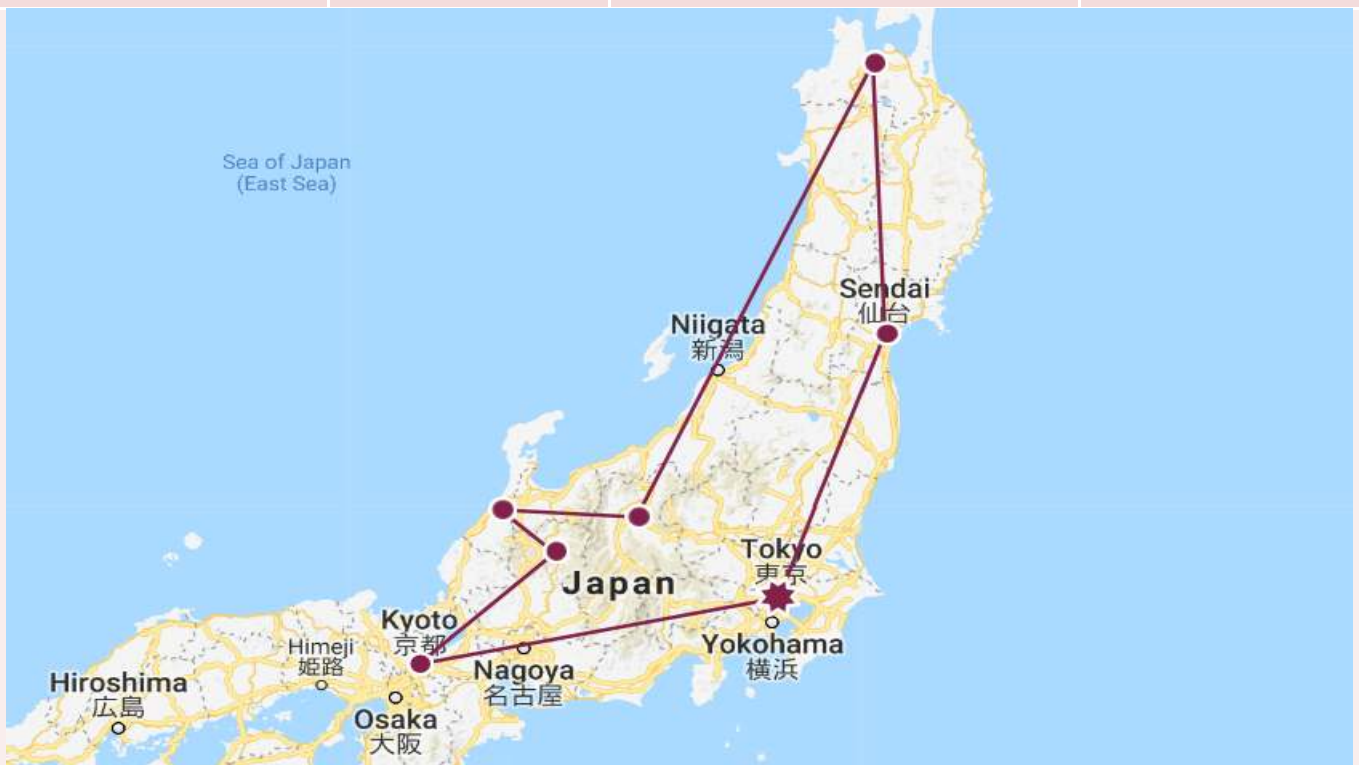 Sea of Japan
(East Sea)
Sendai
仙台
Niigata
新潟
Tokyo
東京
Japan
Kyoto
京都
Yokohama
横浜
Himeji
姫路
Nagoya
名古屋
Hiroshima
広島
Osaka
大阪